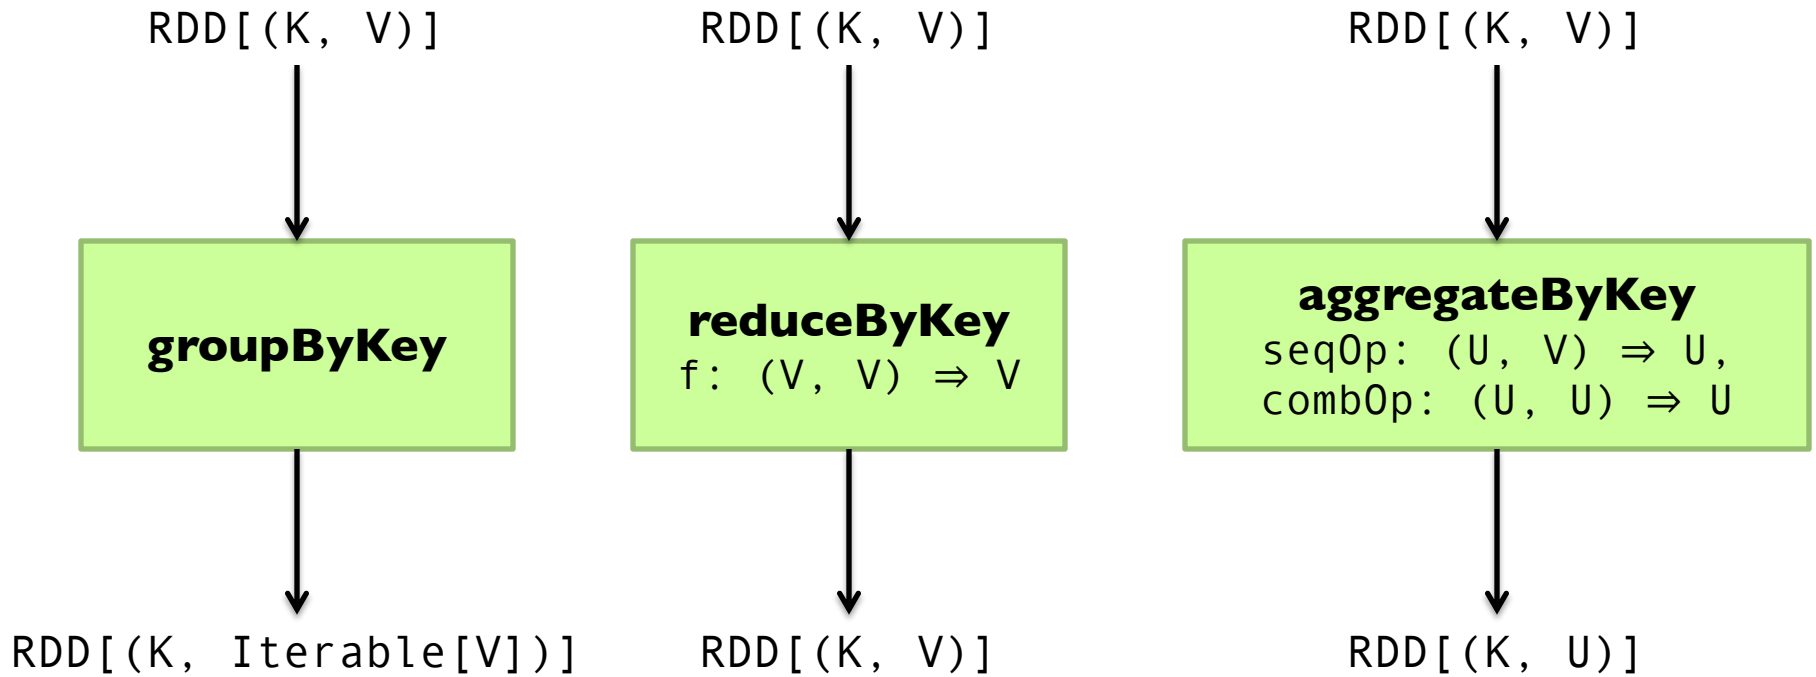 RDD[(K, V)]
groupByKey
RDD[(K, Iterable[V])]
RDD[(K, V)]
reduceByKey
f: (V, V) ⇒ V
RDD[(K, V)]
RDD[(K, V)]
aggregateByKey
seqOp: (U, V) ⇒ U,
combOp: (U, U) ⇒ U
RDD[(K, U)]